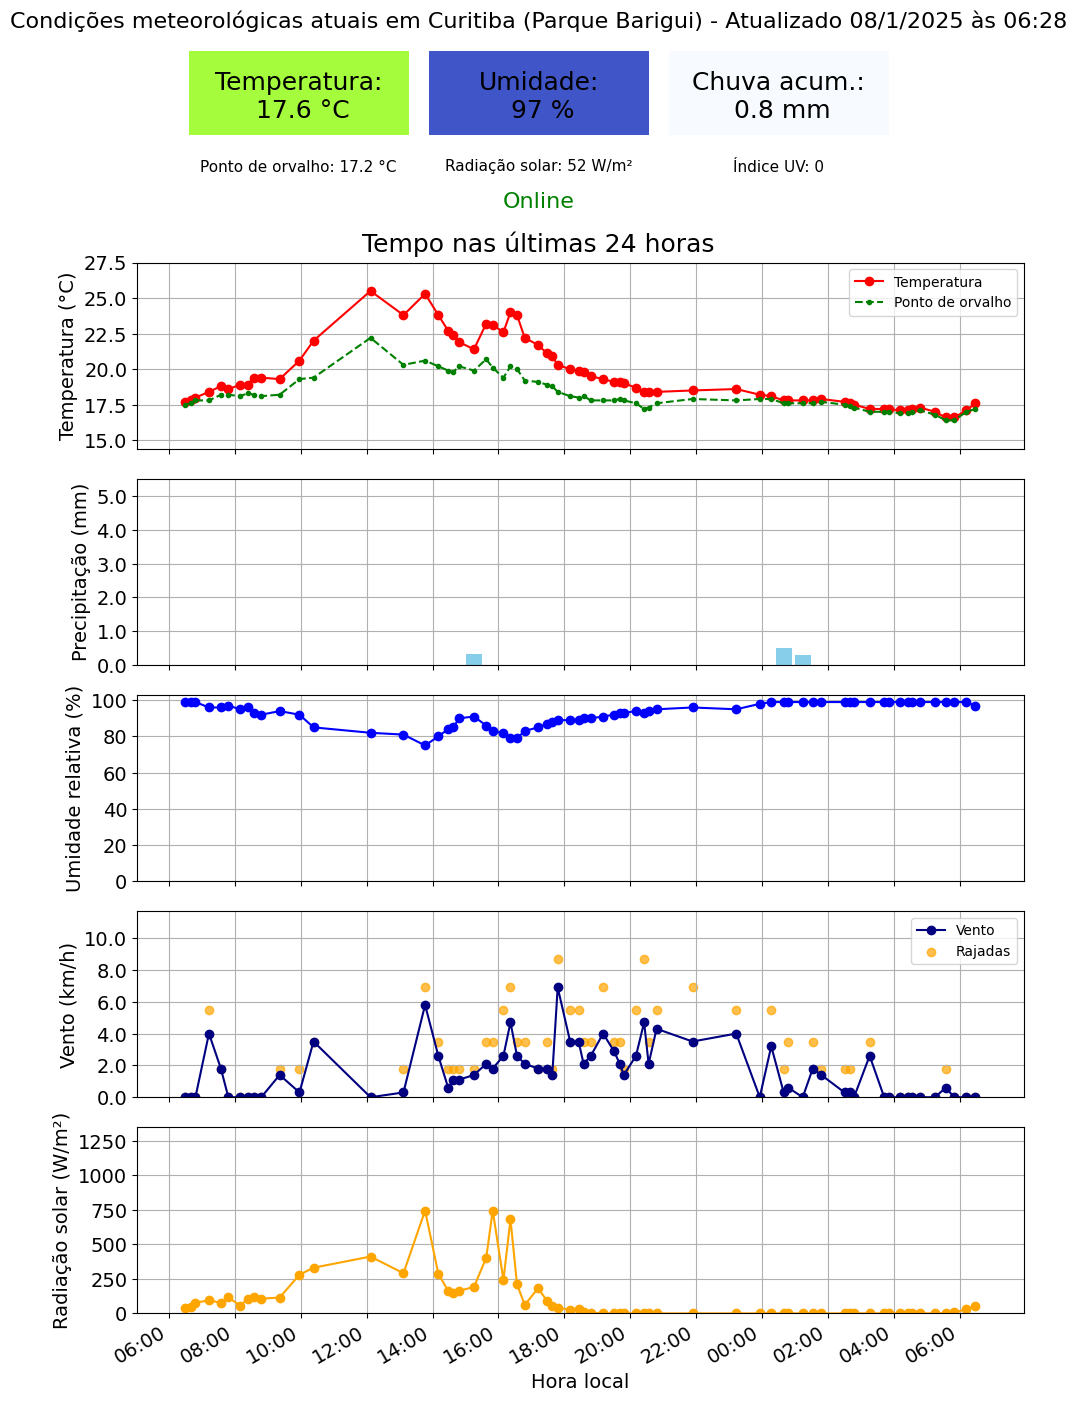 Condições meteorológicas atuais em Curitiba (Parque Barigui) - Atualizado 08/1/2025 às 06:28
Temperatura:
17.6 °C
Umidade:
97 %
Chuva acum.:
0.8 mm
Ponto de orvalho: 17.2 °C
Radiação solar: 52 W/m²
Índice UV: 0
Online
Tempo nas últimas 24 horas
Temperatura (°C)
27.5
25.0
22.5
20.0
17.5
15.0
Temperatura
Ponto de orvalho
Precipitação (mm)
5.0
4.0
3.0
2.0
1.0
0.0
Umidade relativa (%)
100
80
60
40
20
0
Vento (km/h)
10.0
8.0
6.0
4.0
2.0
0.0
Vento
Rajadas
Radiação solar (W/m²)
1250
1000
750
500
250
0
06:00
08:00
10:00
12:00
14:00
16:00
18:00
20:00
22:00
00:00
02:00
04:00
06:00
Hora local